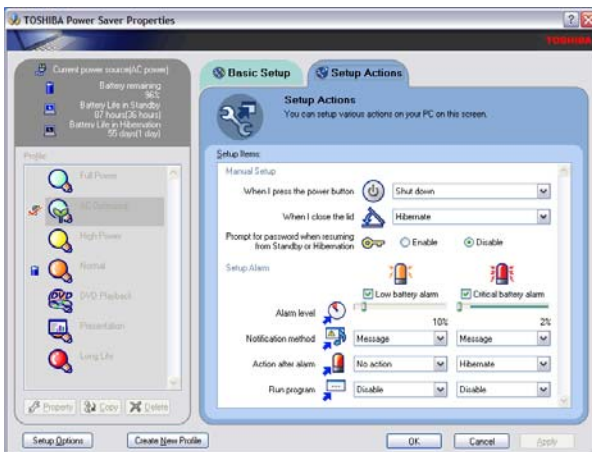 TOSHIBA Power Saver Properties
TOSHIBA
Current power source(AC power)
Battery remaining
96%
Battery Life in Standby
87 hours(36 hours)
Battery Life in Hibernation
55 days(1 day)
Profile
Full Power
High Power
Normal
DVD Playback
Presentation
Long Life
Property
Copy
Delete
Setup Options
Create New Profile
Basic Setup
Setup Actions
Setup Actions
You can setup various actions on your PC on this screen.
Setup Items:
Manual Setup
When I press the power button
Shut down
When I close the lid
Hibernate
Prompt for password when resuming
from Standby or Hibernation
Enable
Disable
Setup Alarm
Low battery alarm
Critical battery alarm
Alarm level
10%
2%
Notification method
Message
Message
Action after alarm
No action
Hibernate
Run program
Disable
Disable
OK
Cancel
Apply